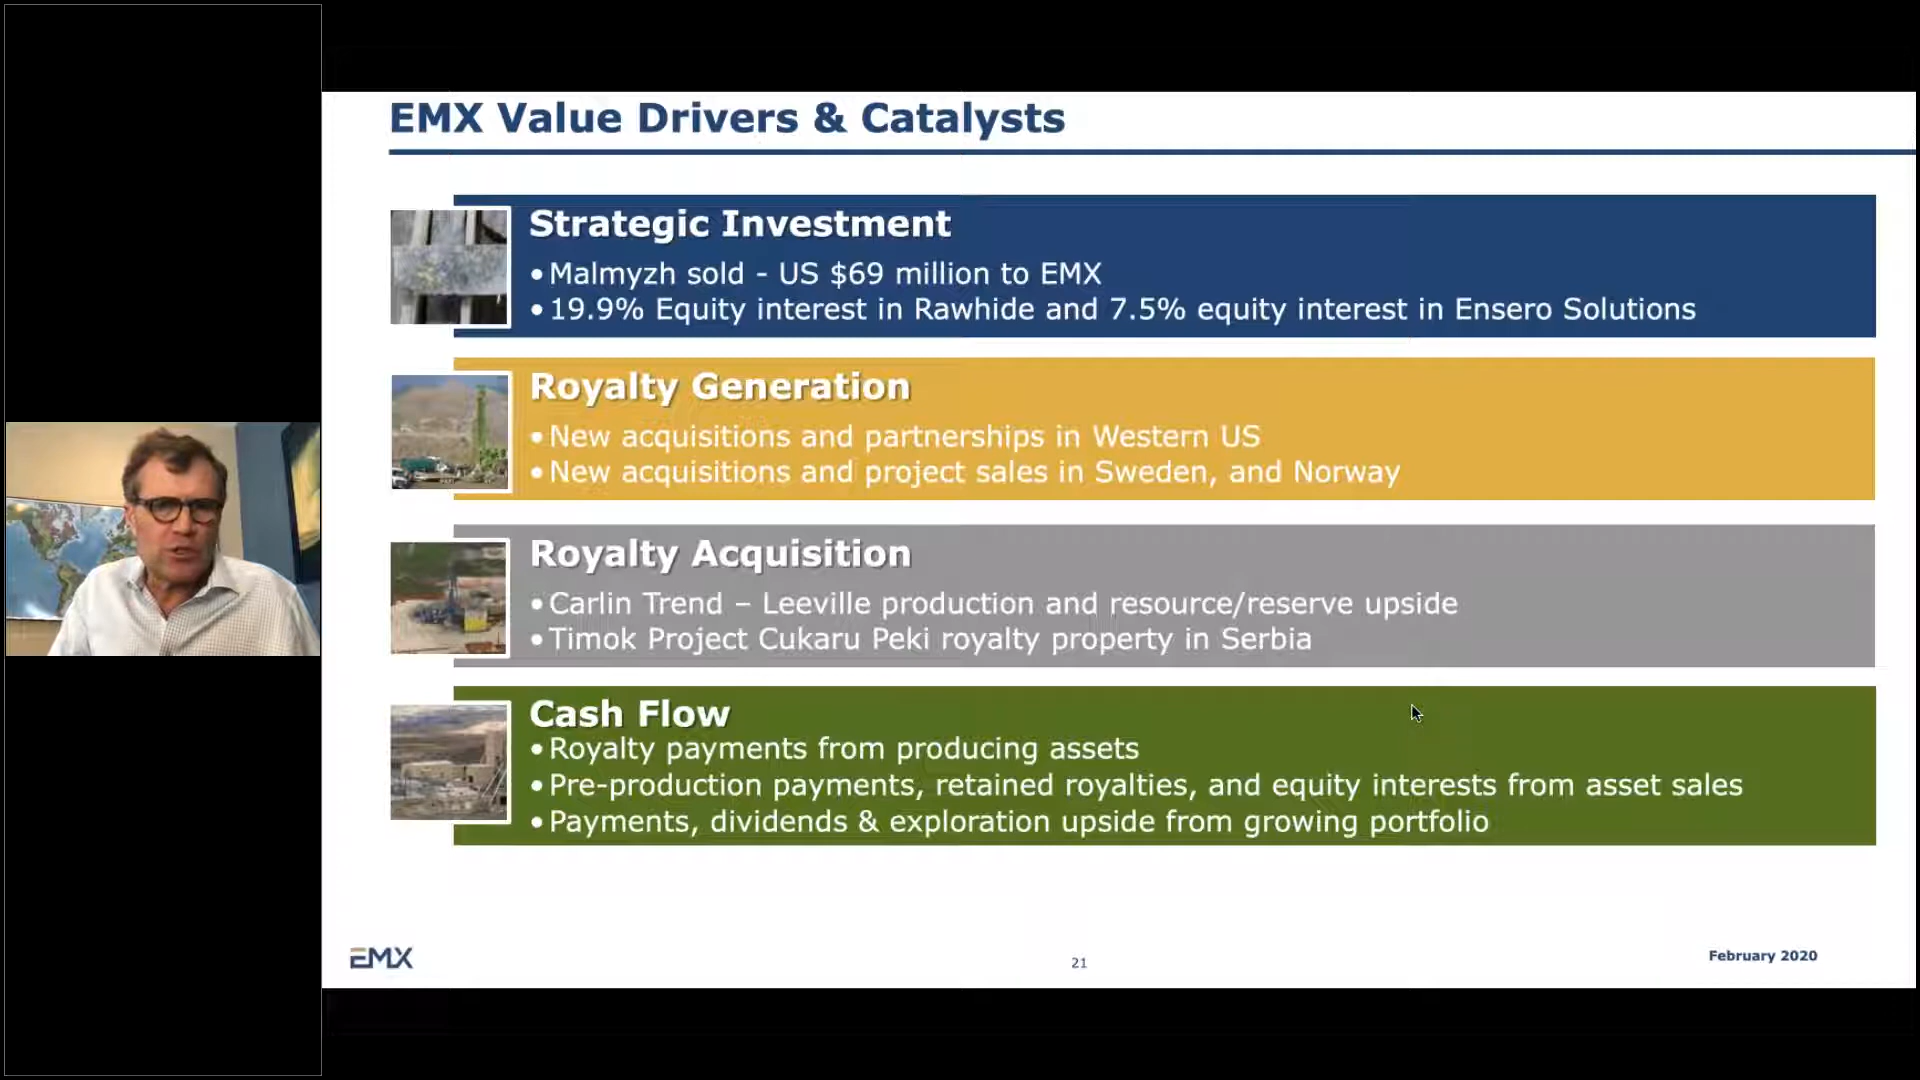 EMX Value Drivers & Catalysts
Strategic Investment
• Malmyzh sold - US $69 million to EMX
• 19.9% Equity interest in Rawhide and 7.5% equity interest in Ensero Solutions
Royalty Generation
• New acquisitions and partnerships in Western US
• New acquisitions and project sales in Sweden, and Norway
Royalty Acquisition
• Carlin Trend – Leeville production and resource/reserve upside
• Timok Project Cukaru Peki royalty property in Serbia
Cash Flow
• Royalty payments from producing assets
• Pre-production payments, retained royalties, and equity interests from asset sales
• Payments, dividends & exploration upside from growing portfolio
EMX
21
February 2020